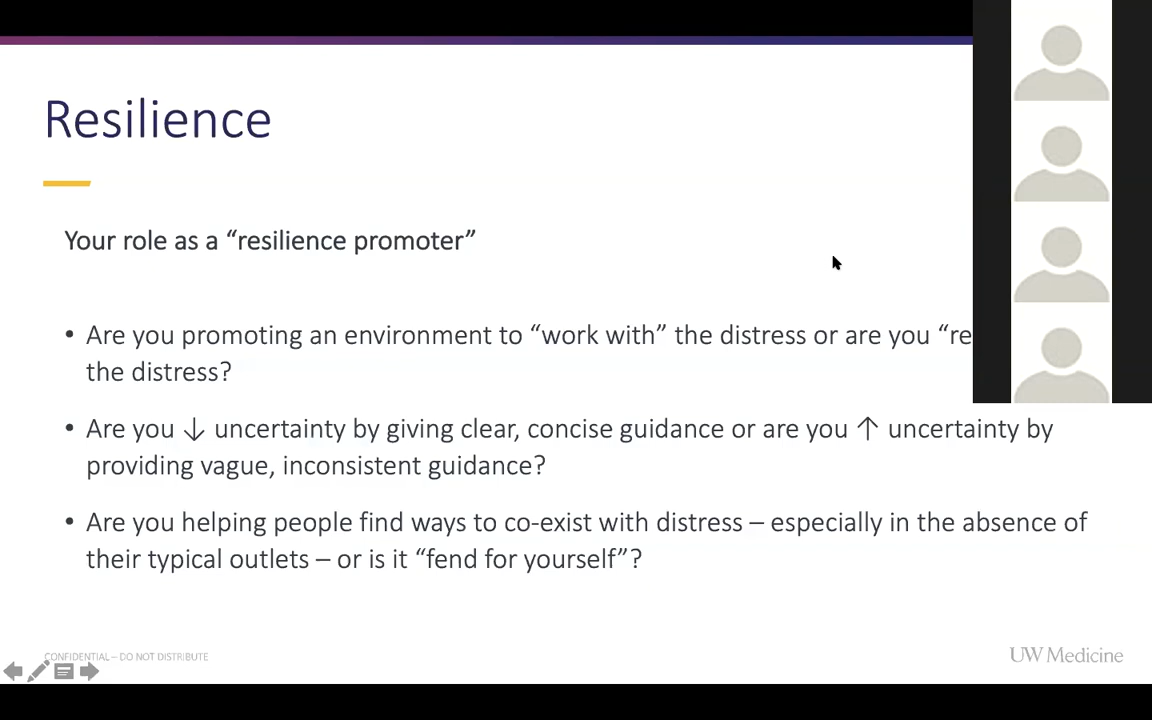 Resilience
Your role as a “resilience promoter”
• Are you promoting an environment to “work with” the distress or are you “re
the distress?
• Are you ↓ uncertainty by giving clear, concise guidance or are you ↑ uncertainty by
providing vague, inconsistent guidance?
• Are you helping people find ways to co-exist with distress – especially in the absence of
their typical outlets – or is it “fend for yourself”?
CONFIDENTIAL – DO NOT DISTRIBUTE
UW Medicine